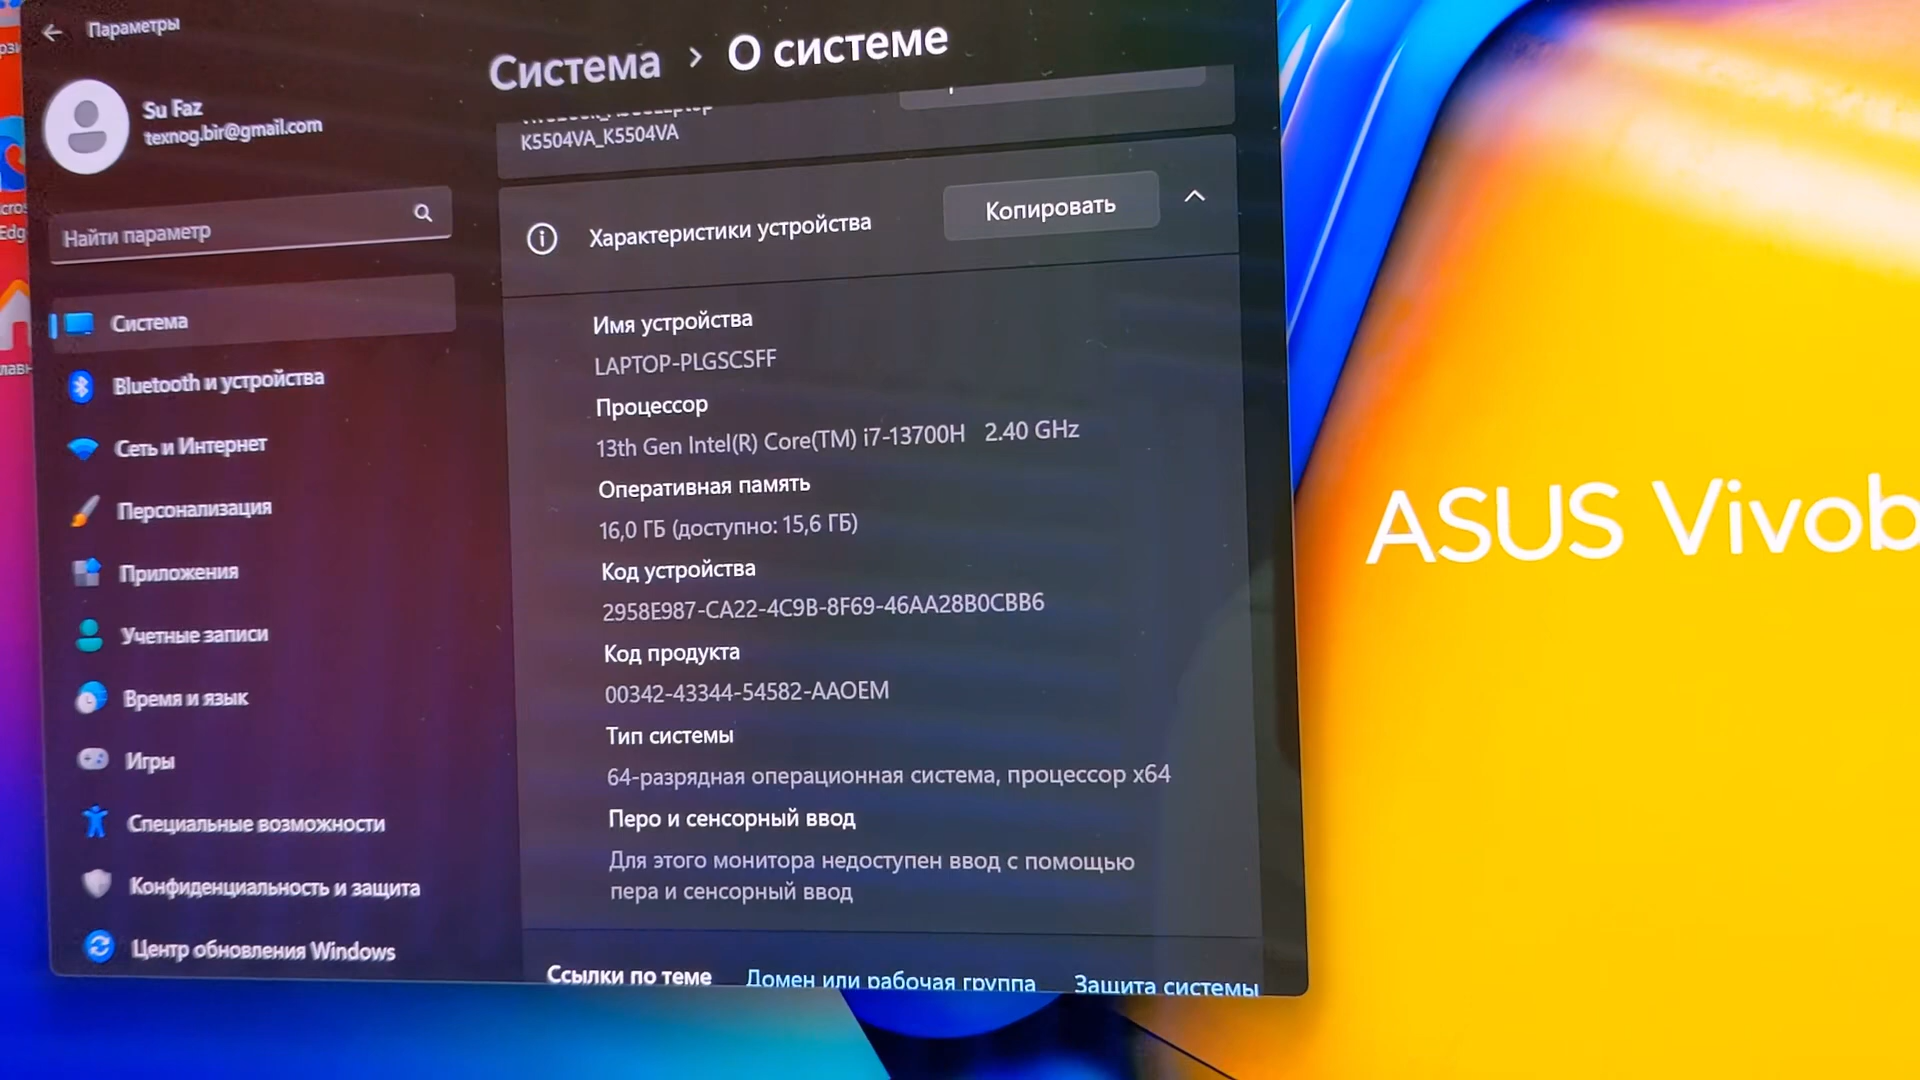 Параметры
Su Faz
texnog.bir@gmail.com
Найти параметр
Система
Bluetooth и устройства
Сеть и Интернет
Персонализация
Приложения
Учетные записи
Время и язык
Игры
Специальные возможности
Конфиденциальность и защита
Центр обновления Windows
Система › О системе
K5504VA_K5504VA
Характеристики устройства
Копировать
Имя устройства
LAPTOP-PLGSCSFF
Процессор
13th Gen Intel(R) Core(TM) i7-13700H 2.40 GHz
Оперативная память
16,0 ГБ (доступно: 15,6 ГБ)
Код устройства
2958E987-CA22-4C9B-8F69-46AA28B0CBB6
Код продукта
00342-43344-54582-AAOEM
Тип системы
64-разрядная операционная система, процессор x64
Перо и сенсорный ввод
Для этого монитора недоступен ввод с помощью
пера и сенсорный ввод
Ссылки по теме Домен или рабочая группа Защита системы
ASUS Vivob